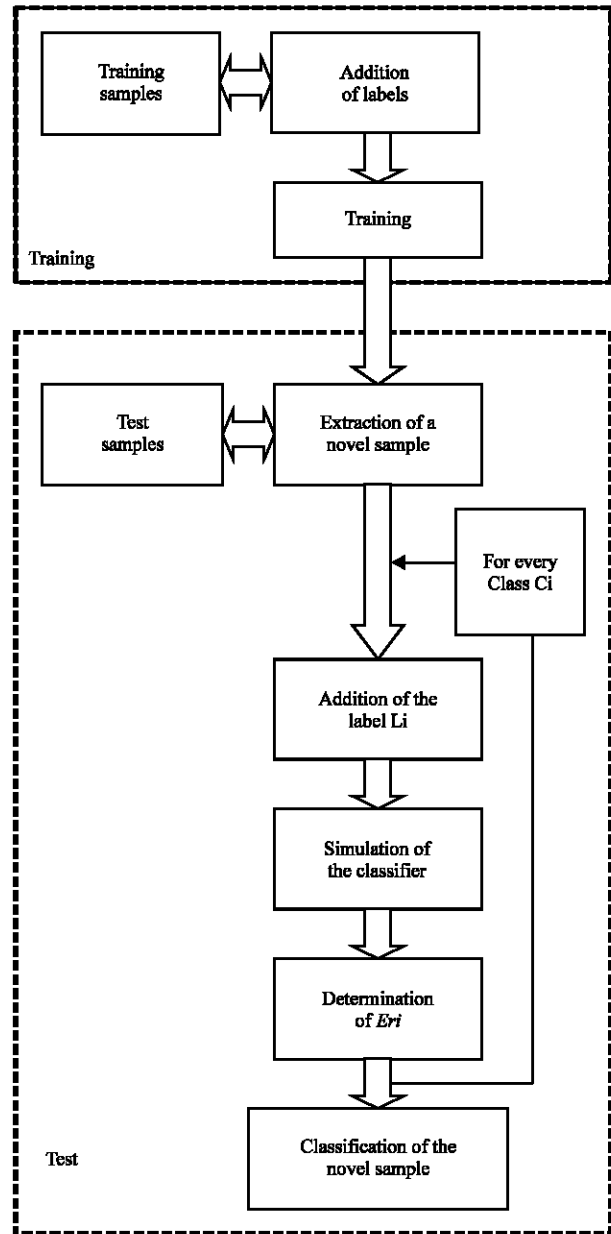 Training
samples
Addition
of labels
Training
Training
Test
samples
Extraction of a
novel sample
For every
Class Ci
Addition of the
label Li
Simulation of
the classifier
Determination
of Eri
Classification of the
novel sample
Test